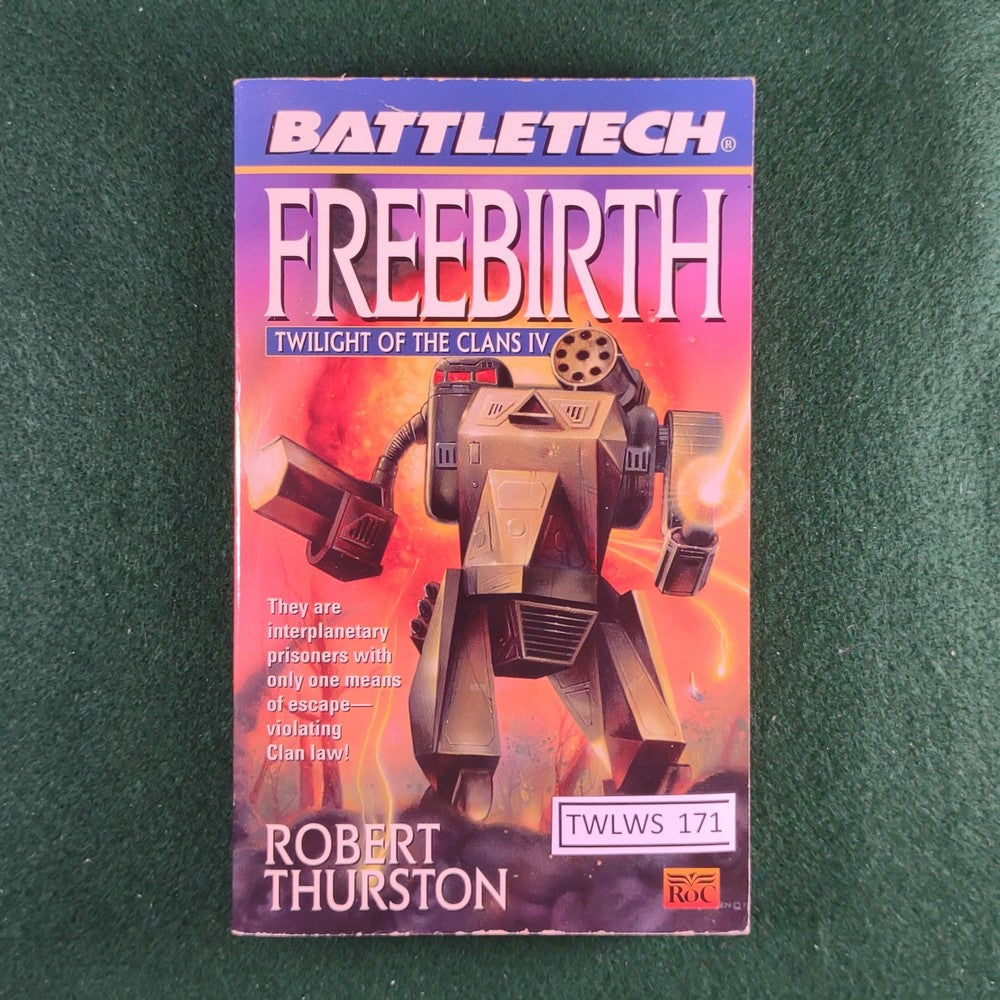 BATTLETECH®
FREEBIRTH
TWILIGHT OF THE CLANS IV
They are
interplanetary
prisoners with
only one means
of escape—
violating
Clan law!
ROBERT
THURSTON
TWLWS 171
ROC